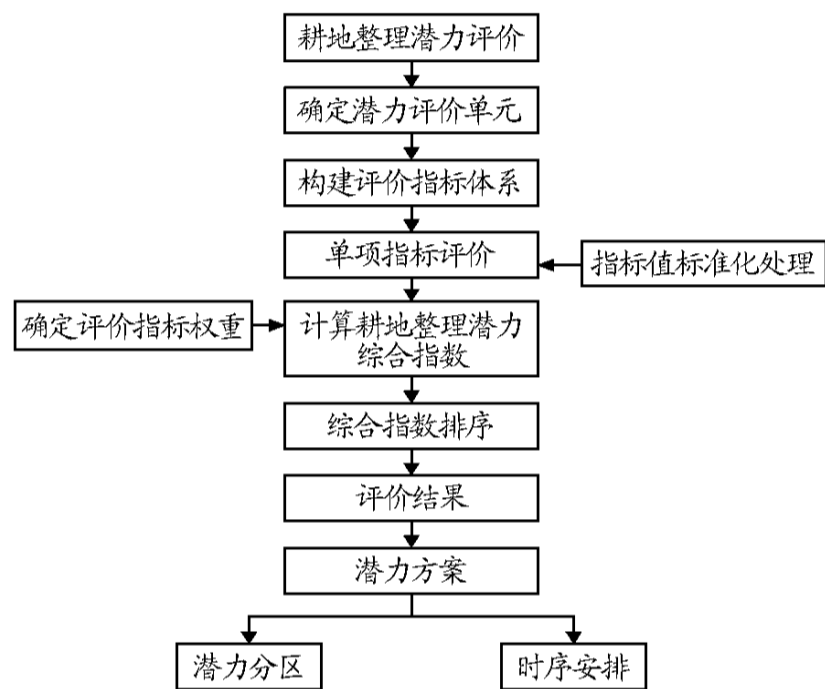 耕地整理潜力评价
确定潜力评价单元
构建评价指标体系
单项指标评价
指标值标准化处理
确定评价指标权重
计算耕地整理潜力
综合指数
综合指数排序
评价结果
潜力方案
潜力分区
时序安排